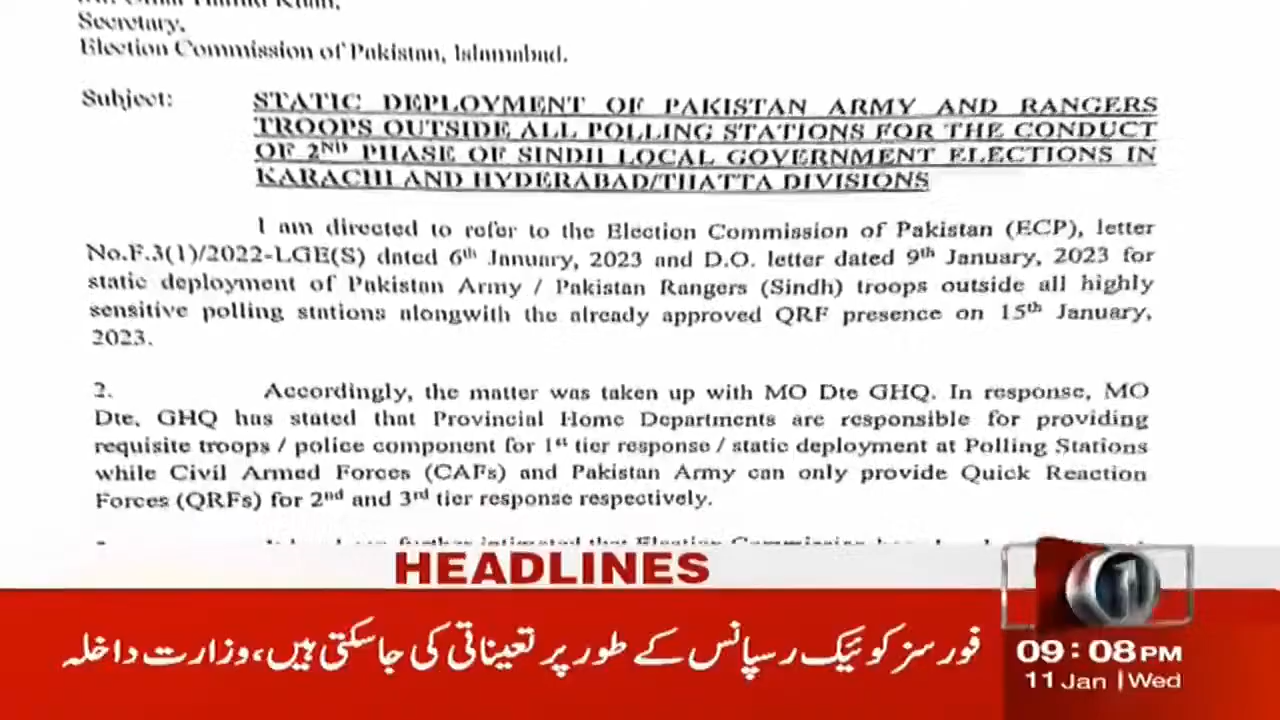 Secretary,
Election Commission of Pakistan, Islamabad.
Subject: STATIC DEPLOYMENT OF PAKISTAN ARMY AND RANGERS
TROOPS OUTSIDE ALL POLLING STATIONS FOR THE CONDUCT
OF 2ND PHASE OF SINDH LOCAL GOVERNMENT ELECTIONS IN
KARACHI AND HYDERABAD/THATTA DIVISIONS
I am directed to refer to the Election Commission of Pakistan (ECP), letter
No.F.3(1)/2022-LGE(S) dated 6th January, 2023 and D.O. letter dated 9th January, 2023 for
static deployment of Pakistan Army / Pakistan Rangers (Sindh) troops outside all highly
sensitive polling stations alongwith the already approved QRF presence on 15th January,
2023.
2. Accordingly, the matter was taken up with MO Dte GHQ. In response, MO
Dte, GHQ has stated that Provincial Home Departments are responsible for providing
requisite troops / police component for 1st tier response / static deployment at Polling Stations
while Civil Armed Forces (CAFs) and Pakistan Army can only provide Quick Reaction
Forces (QRFs) for 2nd and 3rd tier response respectively.
HEADLINES
فورسز کوئیک رسپانس کے طور پر تعیناتی کی جاسکتی ہیں، وزارت داخلہ
1
09:08PM
11 Jan | Wed